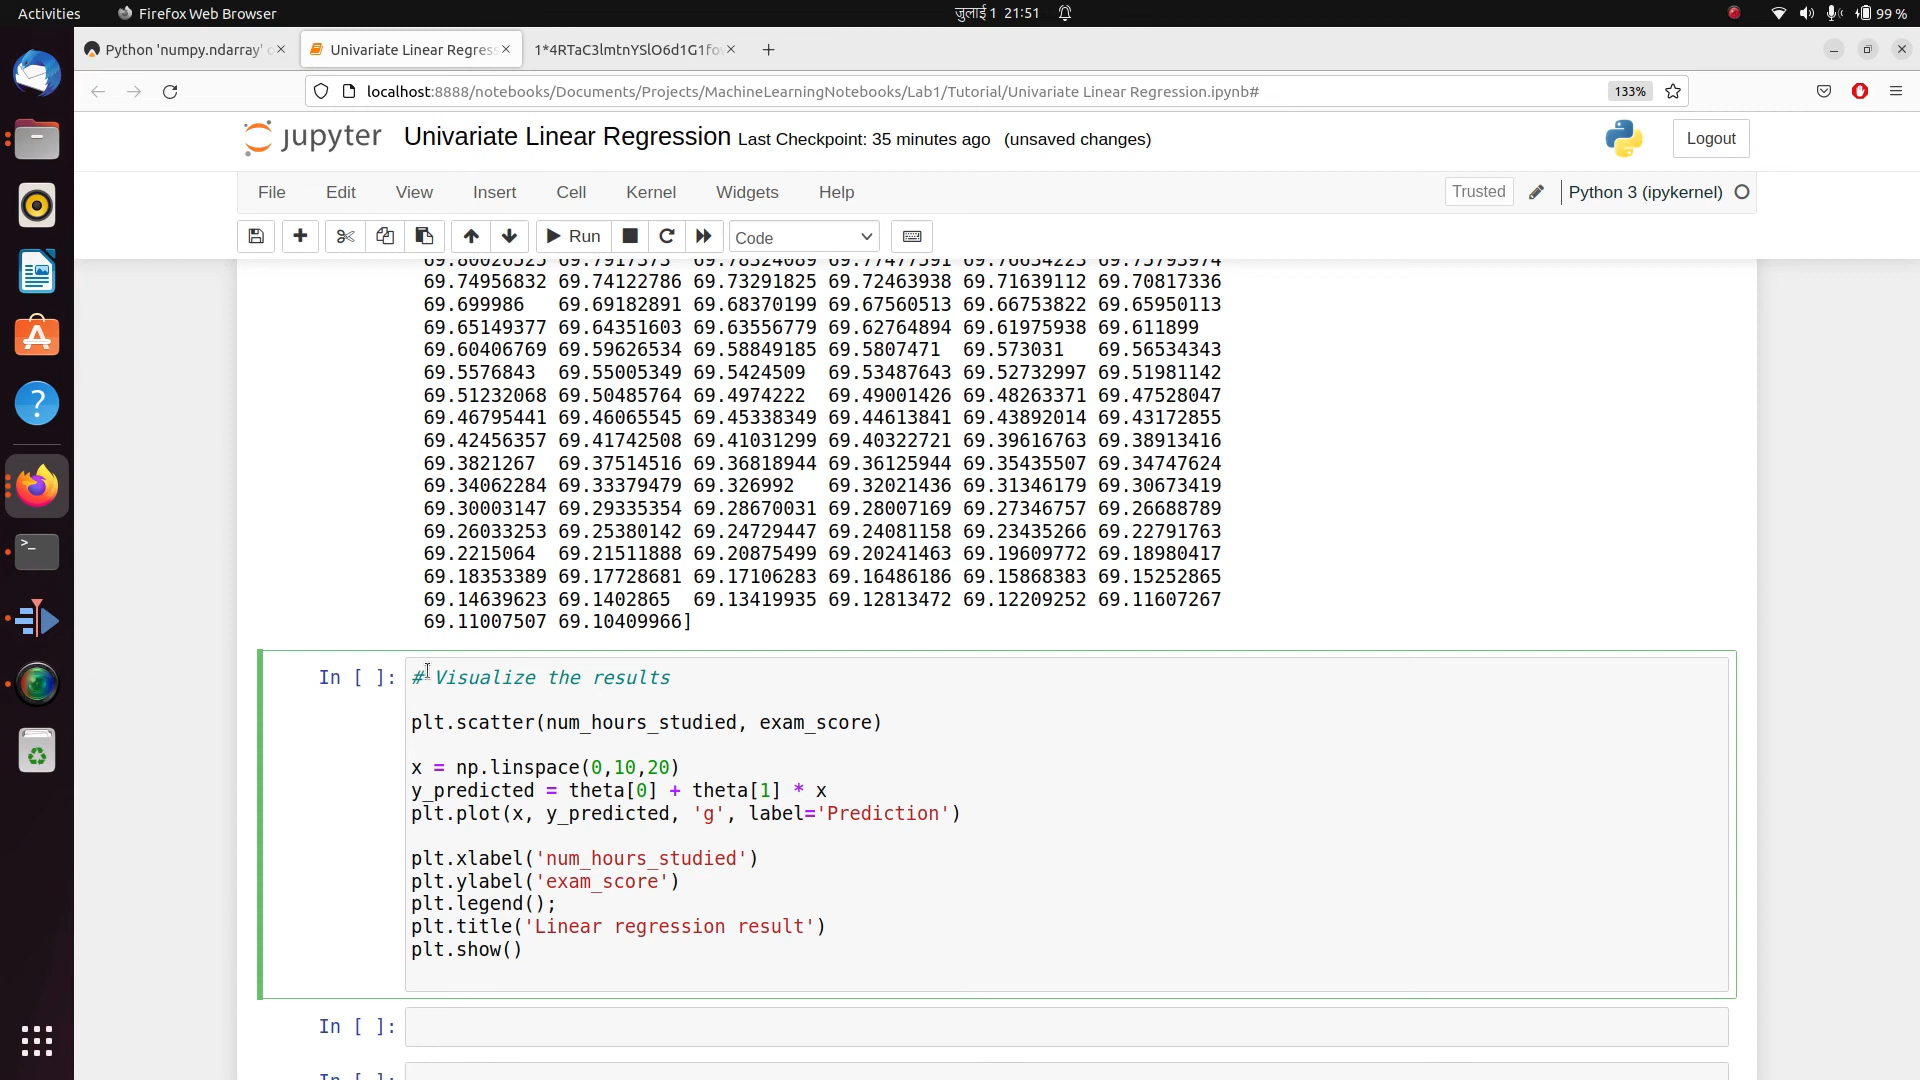 Activities
Firefox Web Browser
जुलाई 1 21:51
99 %
Python 'numpy.ndarray'
Univariate Linear Regress
1*4RTaC3lmtnYSlO6d1G1fo
localhost:8888/notebooks/Documents/Projects/MachineLearningNotebooks/Lab1/Tutorial/Univariate Linear Regression.ipynb#
133%
jupyter
Univariate Linear Regression Last Checkpoint: 35 minutes ago (unsaved changes)
Logout
File Edit View Insert Cell Kernel Widgets Help
Trusted
Python 3 (ipykernel)
Run
Code
69.80026525 69.7917373 69.78324089 69.77477591 69.76634223 69.75793974
69.74956832 69.74122786 69.73291825 69.72463938 69.71639112 69.70817336
69.699986 69.69182891 69.68370199 69.67560513 69.66753822 69.65950113
69.65149377 69.64351603 69.63556779 69.62764894 69.61975938 69.611899
69.60406769 69.59626534 69.58849185 69.5807471 69.573031 69.56534343
69.5576843 69.55005349 69.5424509 69.53487643 69.52732997 69.51981142
69.51232068 69.50485764 69.4974222 69.49001426 69.48263371 69.47528047
69.46795441 69.46065545 69.45338349 69.44613841 69.43892014 69.43172855
69.42456357 69.41742508 69.41031299 69.40322721 69.39616763 69.38913416
69.3821267 69.37514516 69.36818944 69.36125944 69.35435507 69.34747624
69.34062284 69.33379479 69.326992 69.32021436 69.31346179 69.30673419
69.30003147 69.29335354 69.28670031 69.28007169 69.27346757 69.26688789
69.26033253 69.25380142 69.24729447 69.24081158 69.23435266 69.22791763
69.2215064 69.21511888 69.20875499 69.20241463 69.19609772 69.18980417
69.18353389 69.17728681 69.17106283 69.16486186 69.15868383 69.15252865
69.14639623 69.1402865 69.13419935 69.12813472 69.12209252 69.11607267
69.11007507 69.10409966]
In [ ]:
# Visualize the results
plt.scatter(num_hours_studied, exam_score)
x = np.linspace(0,10,20)
y_predicted = theta[0] + theta[1] * x
plt.plot(x, y_predicted, 'g', label='Prediction')
plt.xlabel('num_hours_studied')
plt.ylabel('exam_score')
plt.legend();
plt.title('Linear regression result')
plt.show()
In [ ]:
In [ ]: